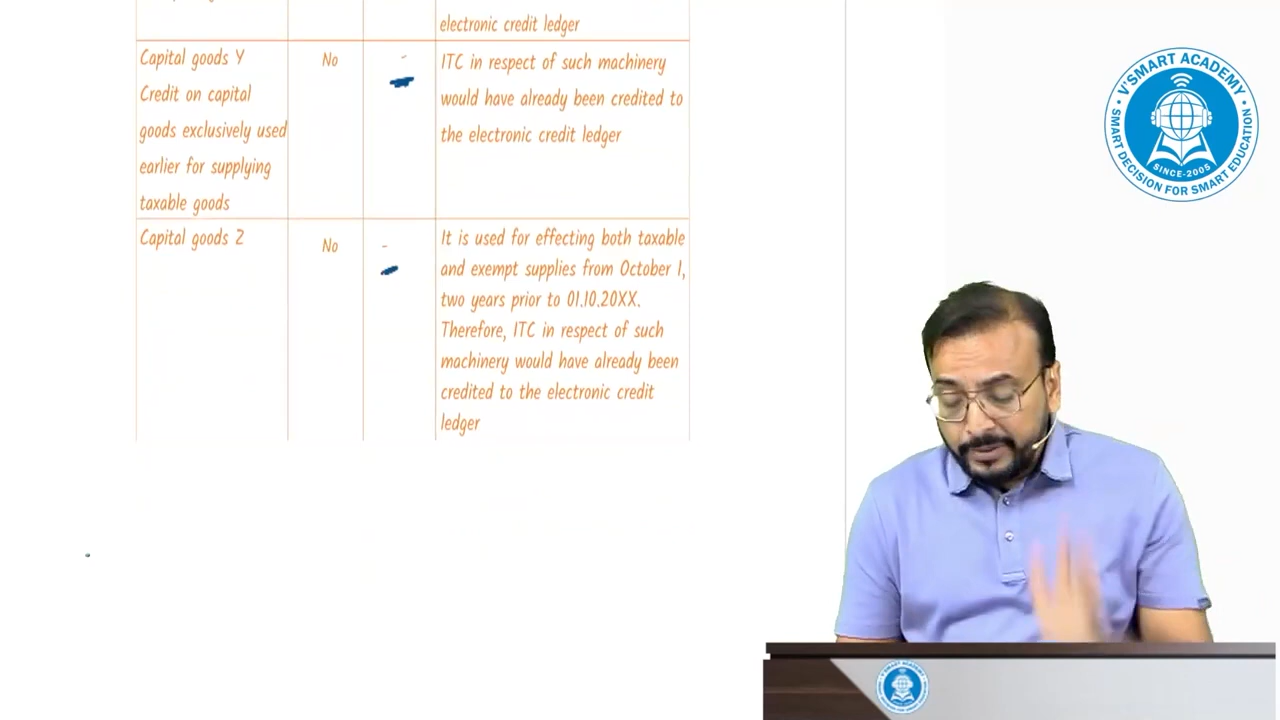 electronic credit ledger
Capital goods Y
Credit on capital
goods exclusively used
earlier for supplying
taxable goods
No
-
ITC in respect of such machinery
would have already been credited to
the electronic credit ledger
Capital goods Z
No
-
It is used for effecting both taxable
and exempt supplies from October 1,
two years prior to 01.10.20XX.
Therefore, ITC in respect of such
machinery would have already been
credited to the electronic credit
ledger
V'SMART ACADEMY
SINCE-2005
SMART DECISION FOR SMART EDUCATION